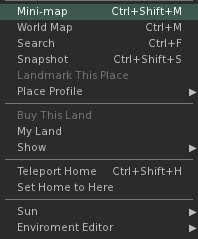 Mini-map Ctrl+Shift+M
World Map Ctrl+M
Search Ctrl+F
Snapshot Ctrl+Shift+S
Landmark This Place
Place Profile
Buy This Land
My Land
Show
Teleport Home Ctrl+Shift+H
Set Home to Here
Sun
Enviroment Editor